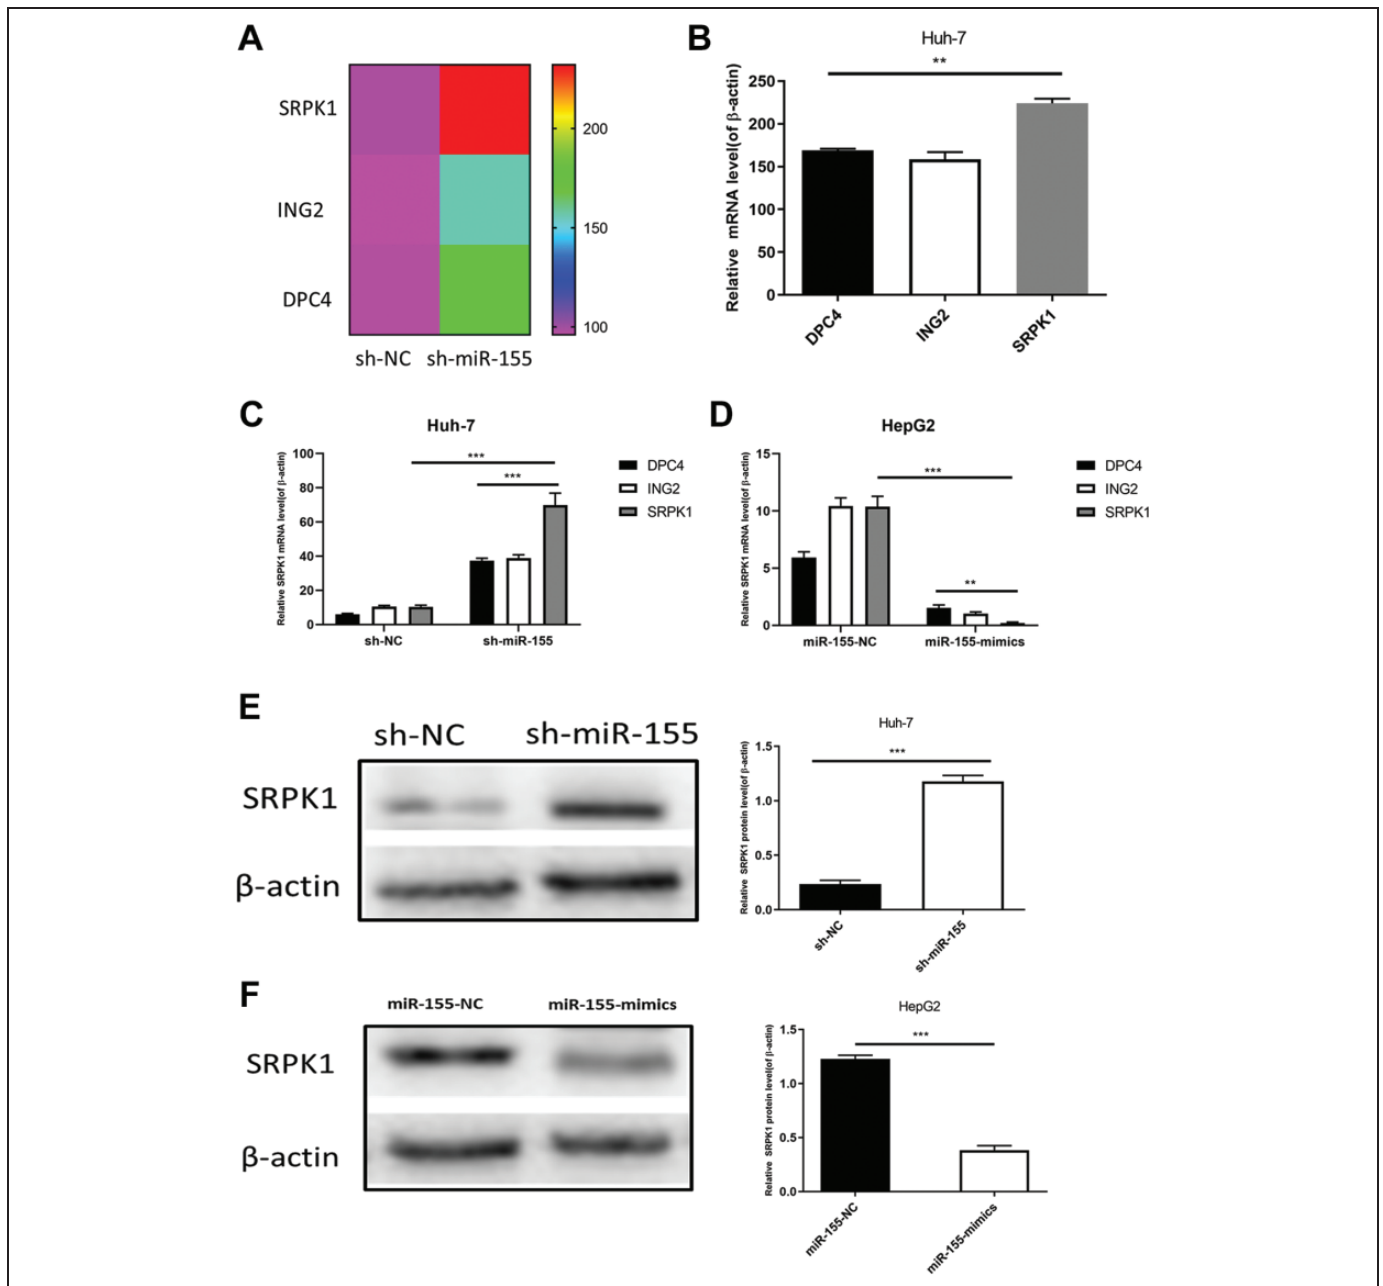 A
SRPK1
ING2
DPC4
sh-NC sh-miR-155
200
150
100
B
Huh-7
**
Relative mRNA level(of β-actin)
250
200
150
100
50
0
DPC4
ING2
SRPK1
C
Huh-7
Relative SRPK1 mRNA level(of β-actin)
100
80
60
40
20
0
***
***
sh-NC
sh-miR-155
DPC4
ING2
SRPK1
D
HepG2
Relative SRPK1 mRNA level(of β-actin)
15
10
5
0
***
**
miR-155-NC
miR-155-mimics
DPC4
ING2
SRPK1
E
sh-NC sh-miR-155
SRPK1
β-actin
Huh-7
Relative SRPK1 protein level(of β-actin)
1.5
1.0
0.5
0.0
***
sh-NC
sh-miR-155
F
miR-155-NC miR-155-mimics
SRPK1
β-actin
HepG2
Relative SRPK1 protein level(of β-actin)
1.5
1.0
0.5
0.0
***
miR-155-NC
miR-155-mimics